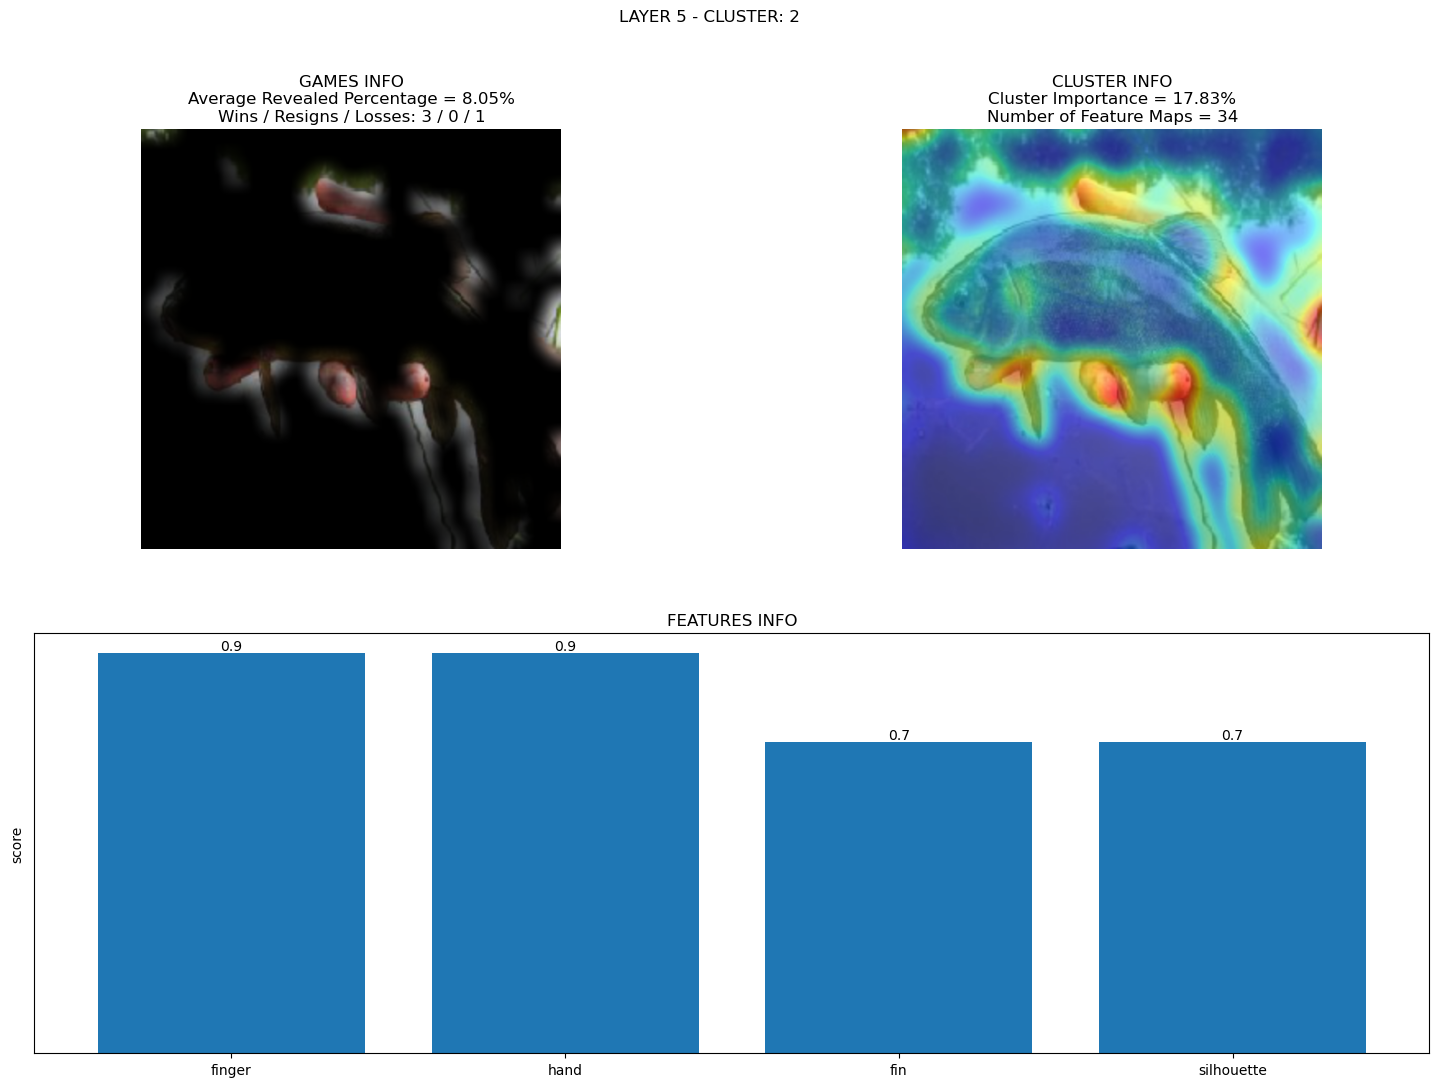 LAYER 5 - CLUSTER: 2
GAMES INFO
Average Revealed Percentage = 8.05%
Wins / Resigns / Losses: 3 / 0 / 1
CLUSTER INFO
Cluster Importance = 17.83%
Number of Feature Maps = 34
FEATURES INFO
score
0.9
0.9
0.7
0.7
finger
hand
fin
silhouette